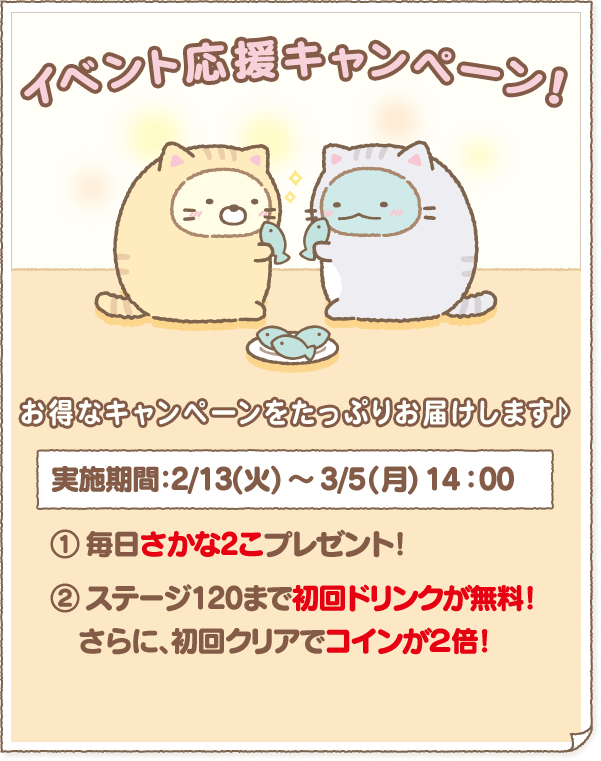 イベント応援キャンペーン!
お得なキャンペーンをたっぷりお届けします♪
実施期間:2/13(火) ～ 3/5(月) 14：00
① 毎日さかな2こプレゼント!
② ステージ120まで初回ドリンクが無料!
さらに、初回クリアでコインが2倍!